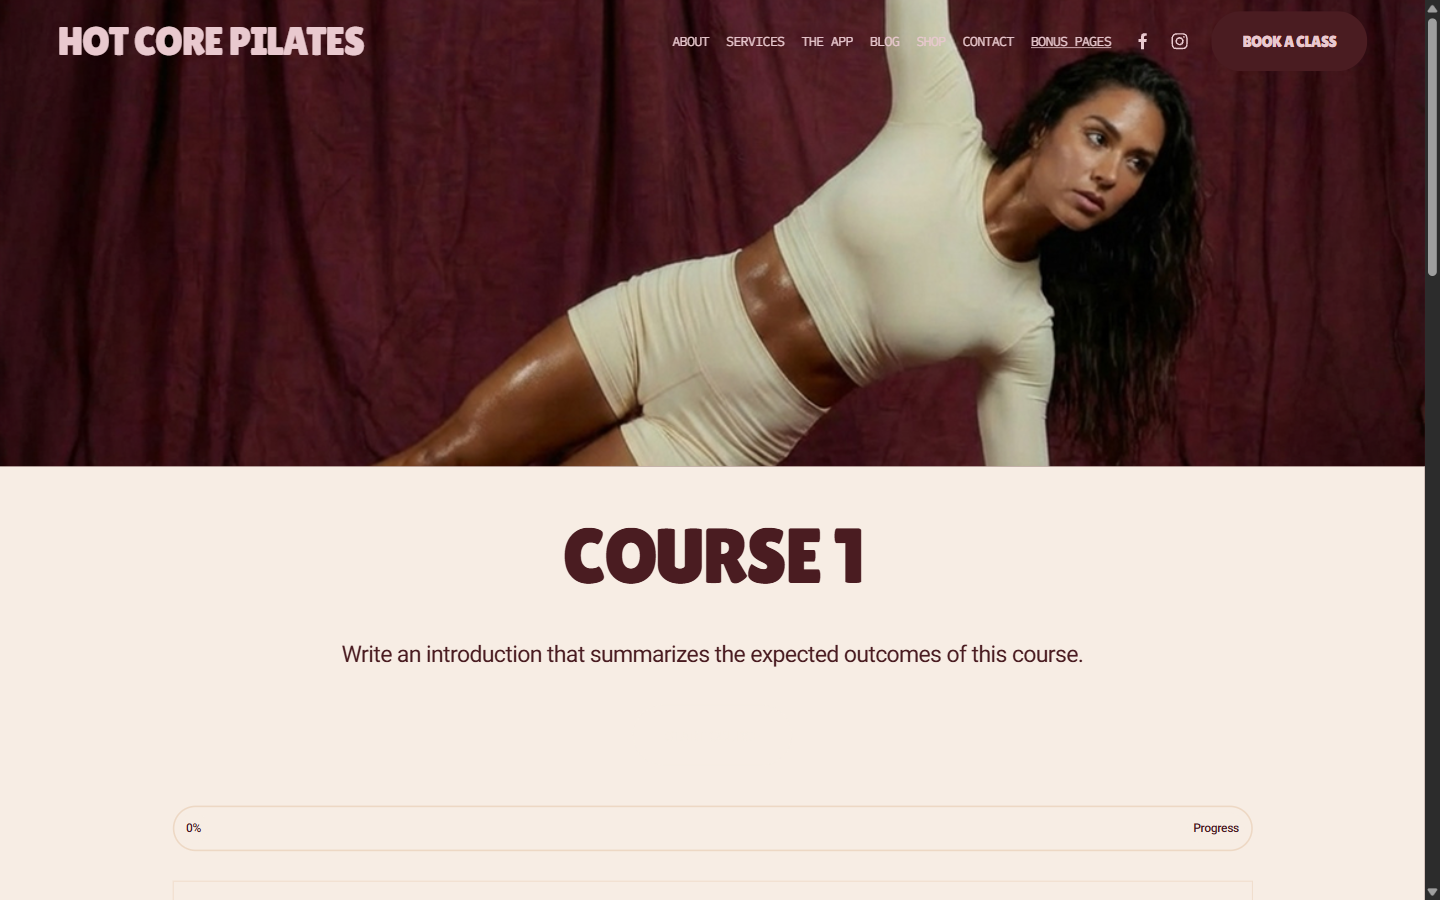 HOT CORE PILATES
ABOUT SERVICES THE APP BLOG SHOP CONTACT BONUS PAGES BOOK A CLASS
COURSE 1
Write an introduction that summarizes the expected outcomes of this course.
0% Progress